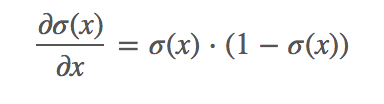 ∂σ(x)/∂x = σ(x) · (1 − σ(x))